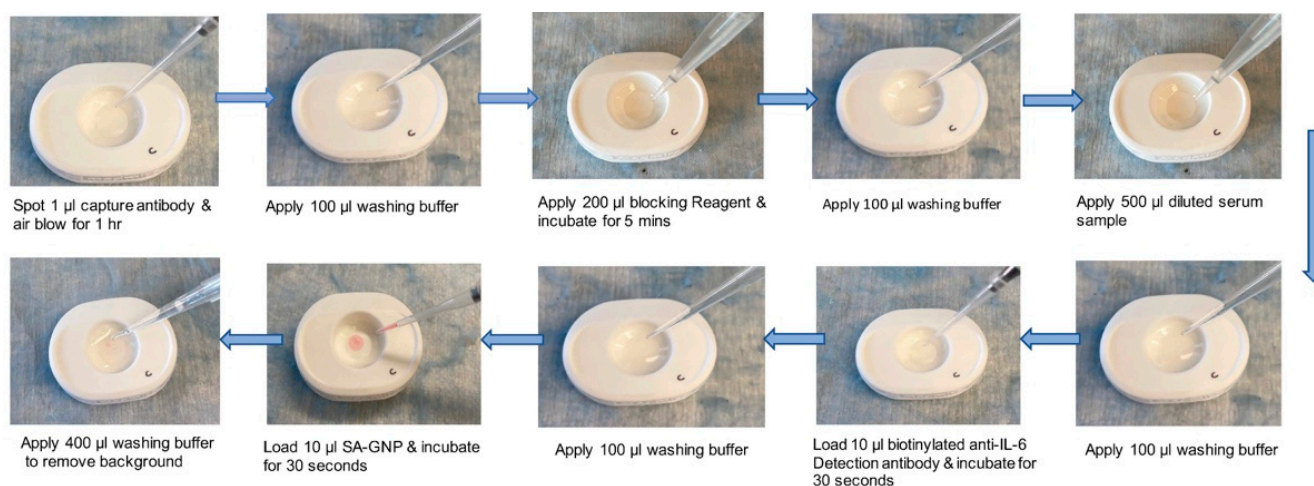 Spot 1 µl capture antibody &
air blow for 1 hr
Apply 100 µl washing buffer
Apply 200 µl blocking Reagent &
incubate for 5 mins
Apply 100 µl washing buffer
Apply 500 µl diluted serum
sample
Apply 400 µl washing buffer
to remove background
Load 10 µl SA-GNP & incubate
for 30 seconds
Apply 100 µl washing buffer
Load 10 µl biotinylated anti-IL-6
Detection antibody & incubate for
30 seconds
Apply 100 µl washing buffer